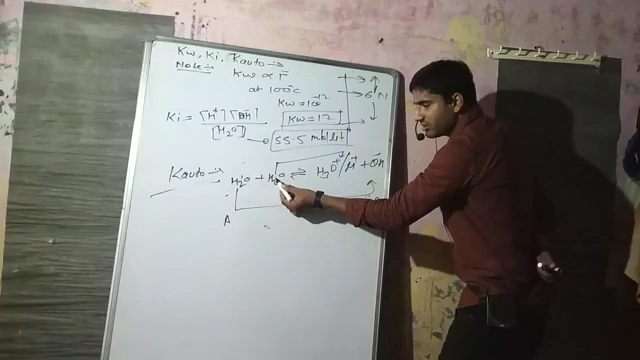 Kw, Ki, Kauto →
Note :-
Kw ∝ T
at 100°c
Kw = 10⁻¹²
Kw = 12
6 N
Ki = [H⁺] [OH⁻] / [H₂O]
55.5 mol/lit
Kauto → H₂O + H₂O ⇌ H₃O⁺/H⁺ + OH⁻
A